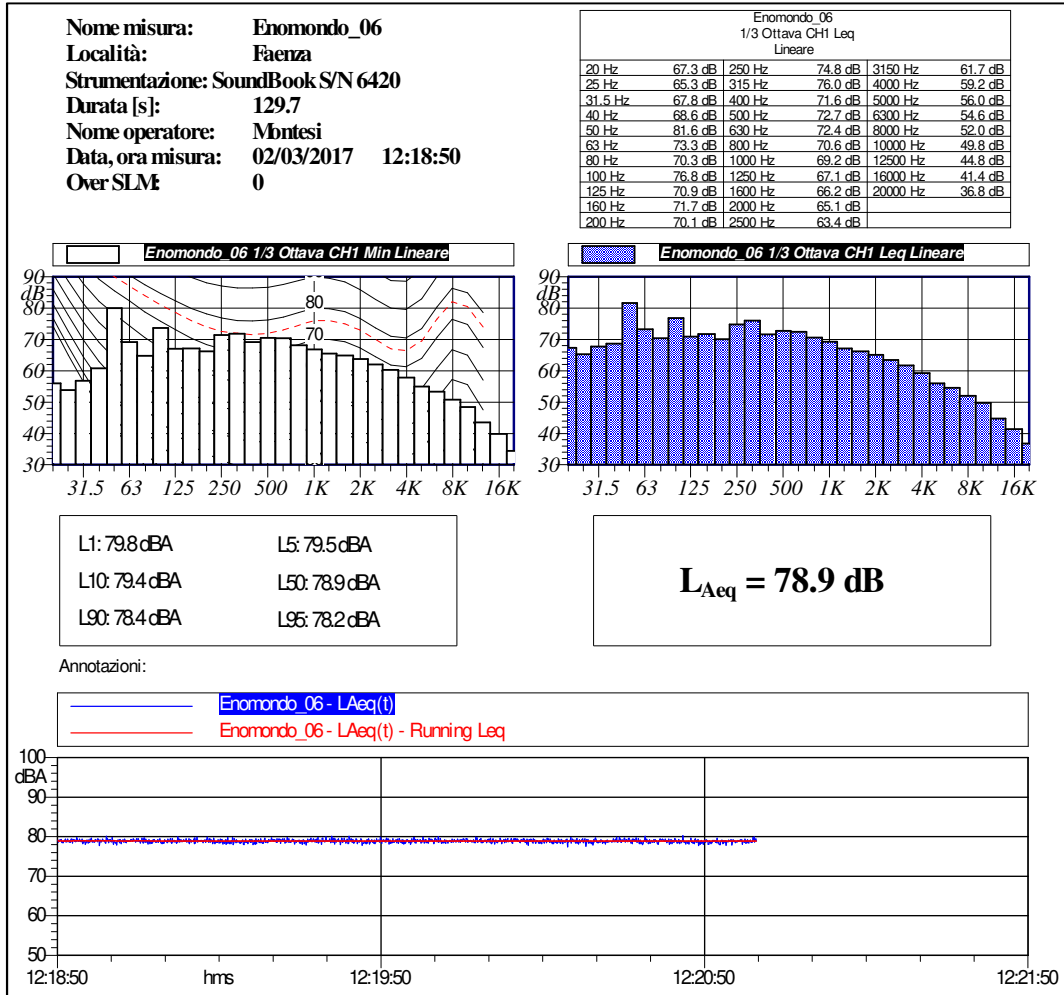 Nome misura: Enomondo_06
Località: Faenza
Strumentazione: SoundBook S/N 6420
Durata [s]: 129.7
Nome operatore: Montesi
Data, ora misura: 02/03/2017 12:18:50
Over SLM: 0
Enomondo_06
1/3 Ottava CH1 Leq
Lineare
20 Hz 67.3 dB 250 Hz 74.8 dB 3150 Hz 61.7 dB
25 Hz 65.3 dB 315 Hz 76.0 dB 4000 Hz 59.2 dB
31.5 Hz 67.8 dB 400 Hz 71.6 dB 5000 Hz 56.0 dB
40 Hz 68.6 dB 500 Hz 72.7 dB 6300 Hz 54.6 dB
50 Hz 81.6 dB 630 Hz 72.4 dB 8000 Hz 52.0 dB
63 Hz 73.3 dB 800 Hz 70.6 dB 10000 Hz 49.8 dB
80 Hz 70.3 dB 1000 Hz 69.2 dB 12500 Hz 44.8 dB
100 Hz 76.8 dB 1250 Hz 67.1 dB 16000 Hz 41.4 dB
125 Hz 70.9 dB 1600 Hz 66.2 dB 20000 Hz 36.8 dB
160 Hz 71.7 dB 2000 Hz 65.1 dB
200 Hz 70.1 dB 2500 Hz 63.4 dB
Enomondo_06 1/3 Ottava CH1 Min Lineare
90
dB
80
70
60
50
40
30
80
70
31.5 63 125 250 500 1K 2K 4K 8K 16K
Enomondo_06 1/3 Ottava CH1 Leq Lineare
90
dB
80
70
60
50
40
30
31.5 63 125 250 500 1K 2K 4K 8K 16K
L1: 79.8 dBA L5: 79.5 dBA
L10: 79.4 dBA L50: 78.9 dBA
L90: 78.4 dBA L95: 78.2 dBA
LAeq = 78.9 dB
Annotazioni:
Enomondo_06 - LAeq(t)
Enomondo_06 - LAeq(t) - Running Leq
100
dBA
90
80
70
60
50
12:18:50 hms 12:19:50 12:20:50 12:21:50